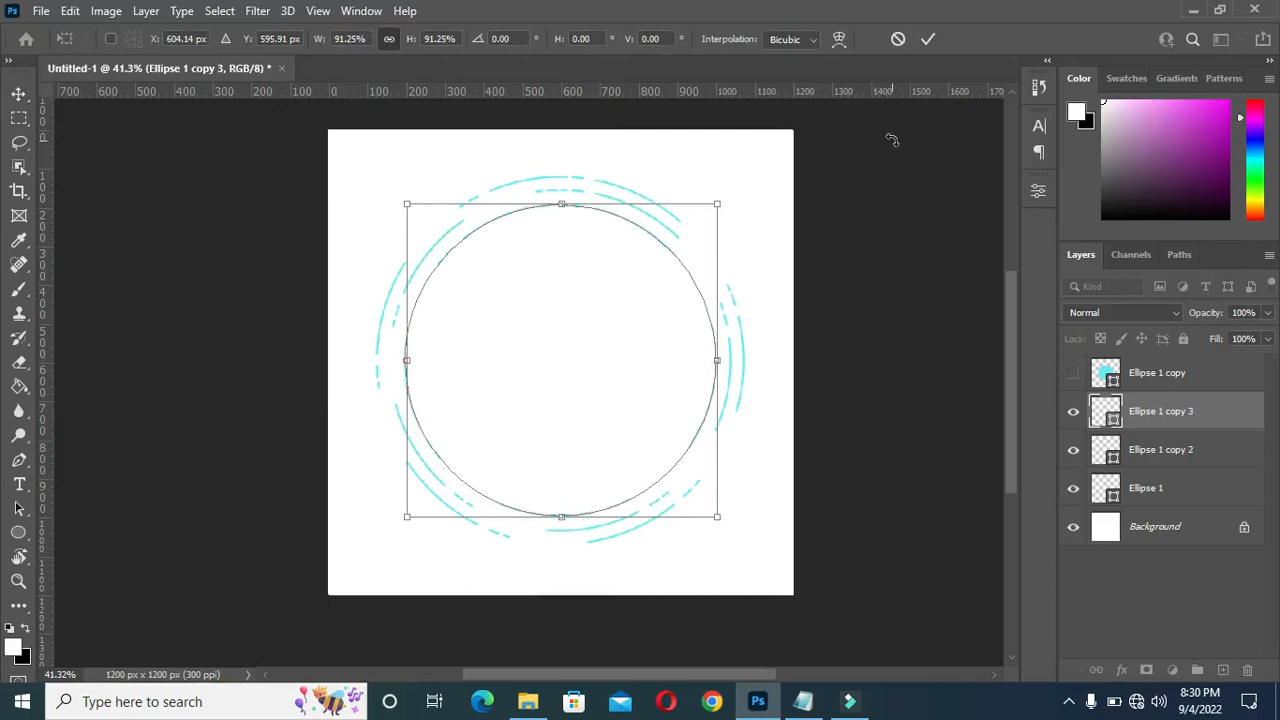 Ps File Edit Image Layer Type Select Filter 3D View Window Help
X: 604.14 px Y: 595.91 px W: 91.25% H: 91.25% 0.00 ° H: 0.00 ° V: 0.00 ° Interpolation: Bicubic
Untitled-1 @ 41.3% (Ellipse 1 copy 3, RGB/8) * ×
700 600 500 400 300 200 100 0 100 200 300 400 500 600 700 800 900 1000 1100 1200 1300 1400 1500 1600 1700
Color Swatches Gradients Patterns
Layers Channels Paths
Kind
Normal Opacity: 100%
Lock: Fill: 100%
Ellipse 1 copy
Ellipse 1 copy 3
Ellipse 1 copy 2
Ellipse 1
Background
41.32% 1200 px x 1200 px (300 ppi)
Type here to search
Ps
8:30 PM
9/4/2022